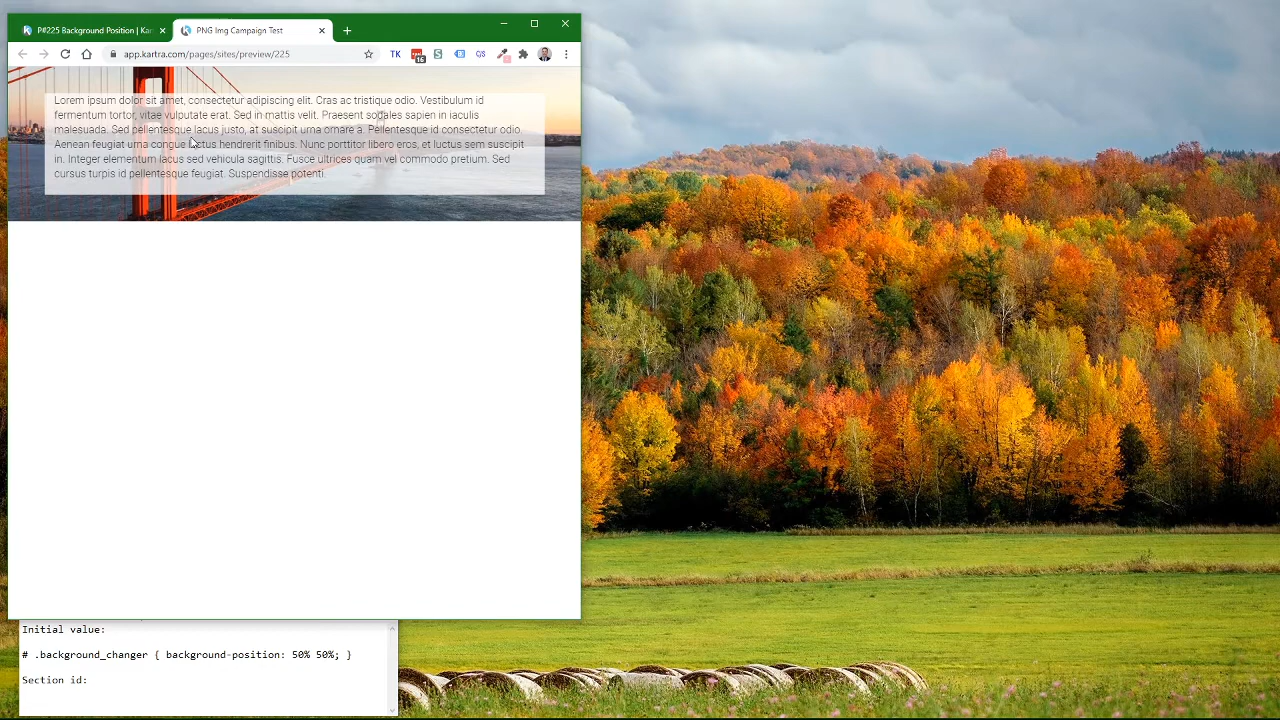 P#225 Background Position | Kar
PNG Img Campaign Test
app.kartra.com/pages/sites/preview/225
TK
16
S
C/S
Lorem ipsum dolor sit amet, consectetur adipiscing elit. Cras ac tristique odio. Vestibulum id
fermentum tortor, vitae vulputate erat. Sed in mattis velit. Praesent sodales sapien in iaculis
malesuada. Sed pellentesque lacus justo, at suscipit urna ornare a. Pellentesque id consectetur odio.
Aenean feugiat urna congue luctus hendrerit finibus. Nunc porttitor libero eros, et luctus sem suscipit
in. Integer elementum lacus sed vehicula sagittis. Fusce ultrices quam vel commodo pretium. Sed
cursus turpis id pellentesque feugiat. Suspendisse potenti.
Initial value:
# .background_changer { background-position: 50% 50%; }
Section id: